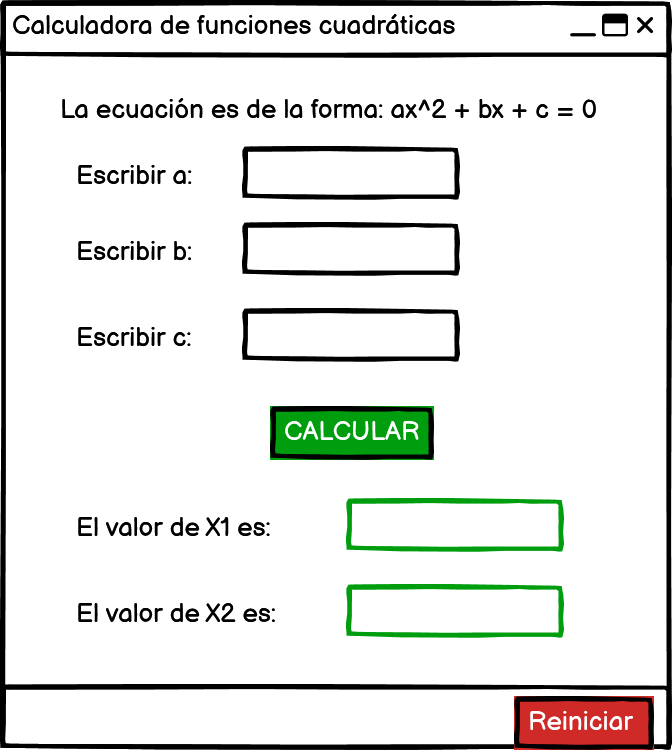 Calculadora de funciones cuadráticas
La ecuación es de la forma: ax^2 + bx + c = 0
Escribir a:
Escribir b:
Escribir c:
CALCULAR
El valor de X1 es:
El valor de X2 es:
Reiniciar